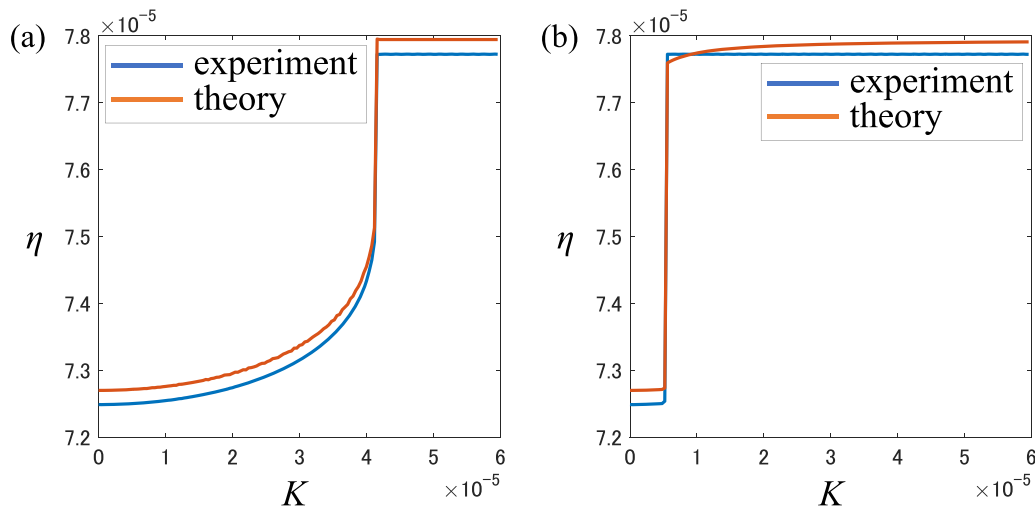 (a)
×10⁻⁵
7.8
7.7
7.6
7.5
7.4
7.3
7.2
η
experiment
theory
0 1 2 3 4 5 6
K
×10⁻⁵
(b)
×10⁻⁵
7.8
7.7
7.6
7.5
7.4
7.3
7.2
η
experiment
theory
0 1 2 3 4 5 6
K
×10⁻⁵